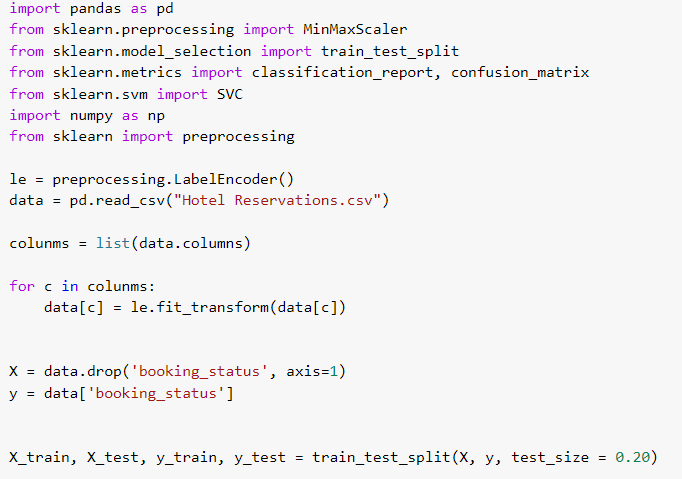 import pandas as pd
from sklearn.preprocessing import MinMaxScaler
from sklearn.model_selection import train_test_split
from sklearn.metrics import classification_report, confusion_matrix
from sklearn.svm import SVC
import numpy as np
from sklearn import preprocessing
le = preprocessing.LabelEncoder()
data = pd.read_csv("Hotel Reservations.csv")
colunms = list(data.columns)
for c in colunms:
    data[c] = le.fit_transform(data[c])
X = data.drop('booking_status', axis=1)
y = data['booking_status']
X_train, X_test, y_train, y_test = train_test_split(X, y, test_size = 0.20)